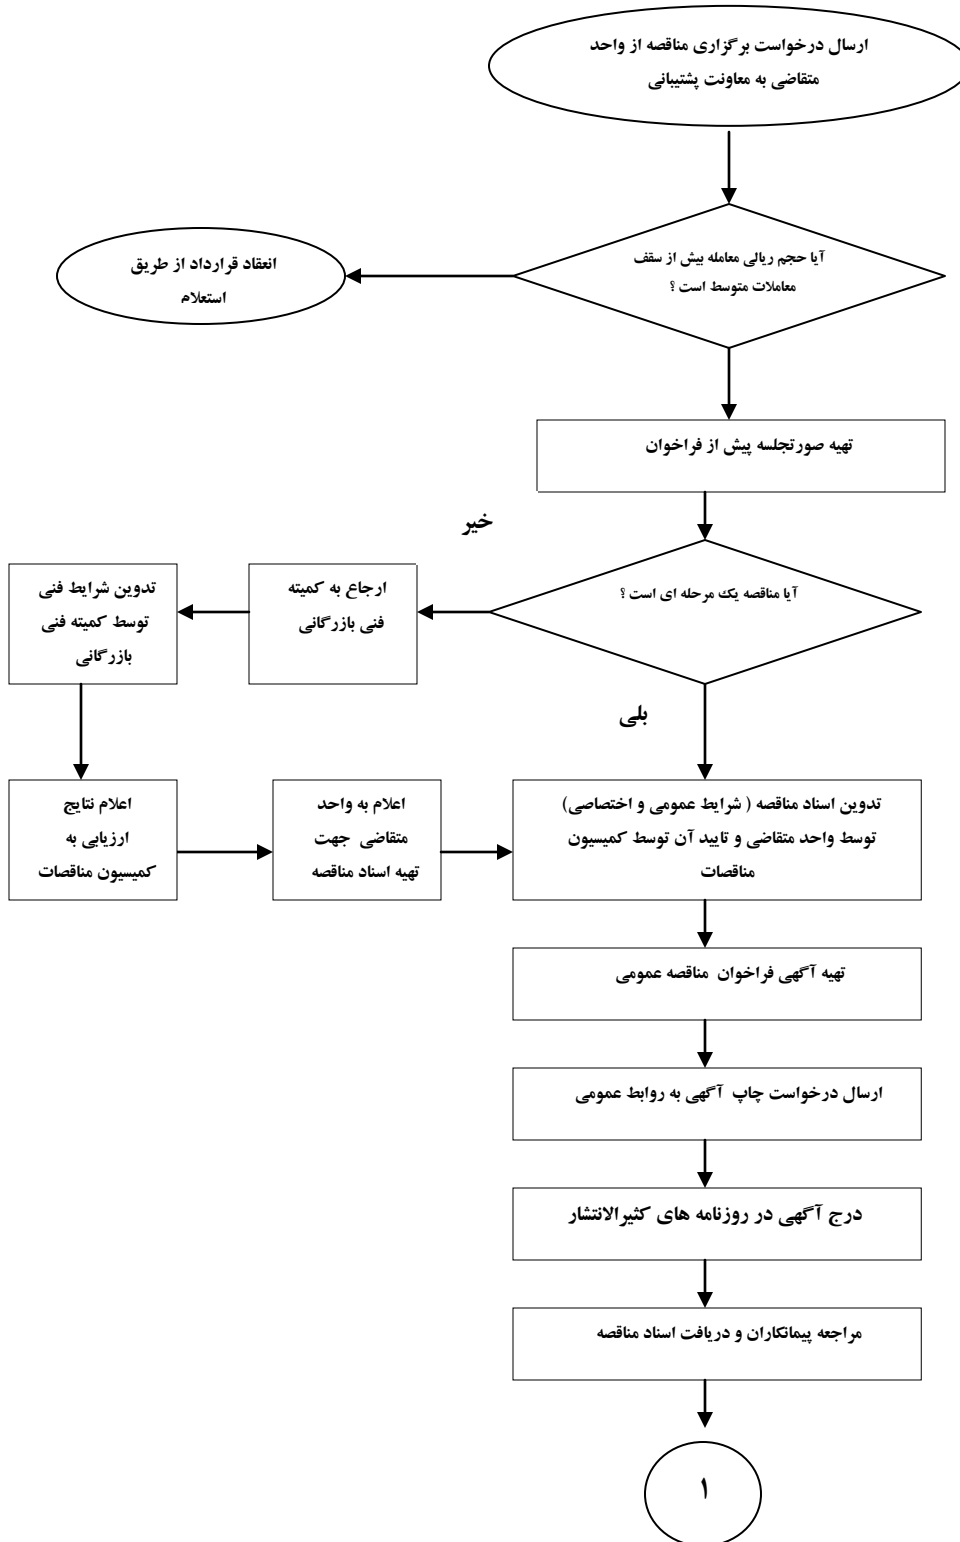 ارسال درخواست برگزاری مناقصه از واحد
متقاضی به معاونت پشتیبانی
آیا حجم ریالی معامله بیش از سقف
معاملات متوسط است ؟
انعقاد قرارداد از طریق
استعلام
تهیه صورتجلسه پیش از فراخوان
خیر
آیا مناقصه یک مرحله ای است ؟
ارجاع به کمیته
فنی بازرگانی
تدوین شرایط فنی
توسط کمیته فنی
بازرگانی
بلی
تدوین اسناد مناقصه ( شرایط عمومی و اختصاصی)
توسط واحد متقاضی و تایید آن توسط کمیسیون
مناقصات
اعلام به واحد
متقاضی جهت
تهیه اسناد مناقصه
اعلام نتایج
ارزیابی به
کمیسیون مناقصات
تهیه آگهی فراخوان مناقصه عمومی
ارسال درخواست چاپ آگهی به روابط عمومی
درج آگهی در روزنامه های کثیرالانتشار
مراجعه پیمانکاران و دریافت اسناد مناقصه
۱